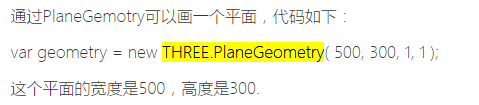 通过PlaneGemotry可以画一个平面，代码如下：
var geometry = new THREE.PlaneGeometry( 500, 300, 1, 1 );
这个平面的宽度是500，高度是300.